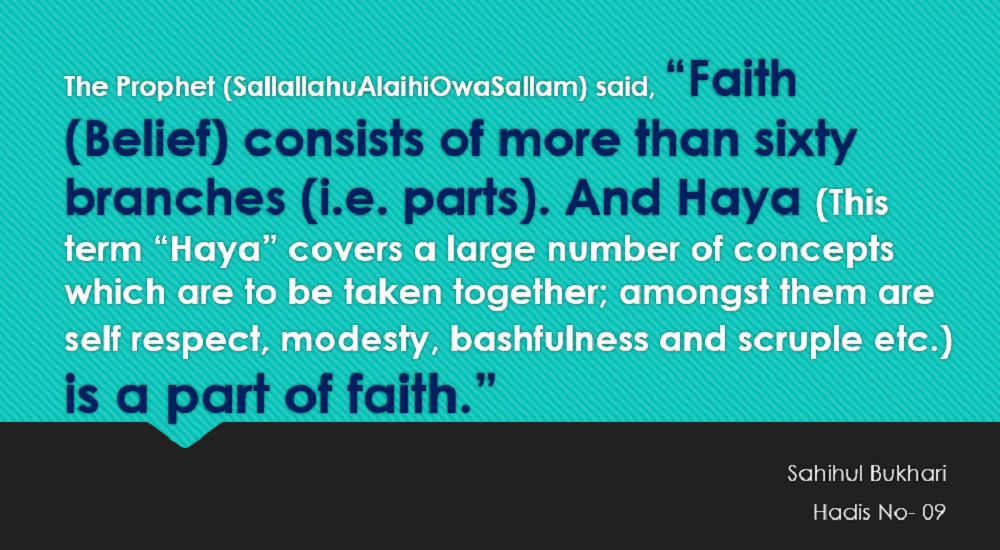 The Prophet (SallallahuAlaihiOwaSallam) said, “Faith
(Belief) consists of more than sixty
branches (i.e. parts). And Haya (This
term “Haya” covers a large number of concepts
which are to be taken together; amongst them are
self respect, modesty, bashfulness and scruple etc.)
is a part of faith.”
Sahihul Bukhari
Hadis No- 09